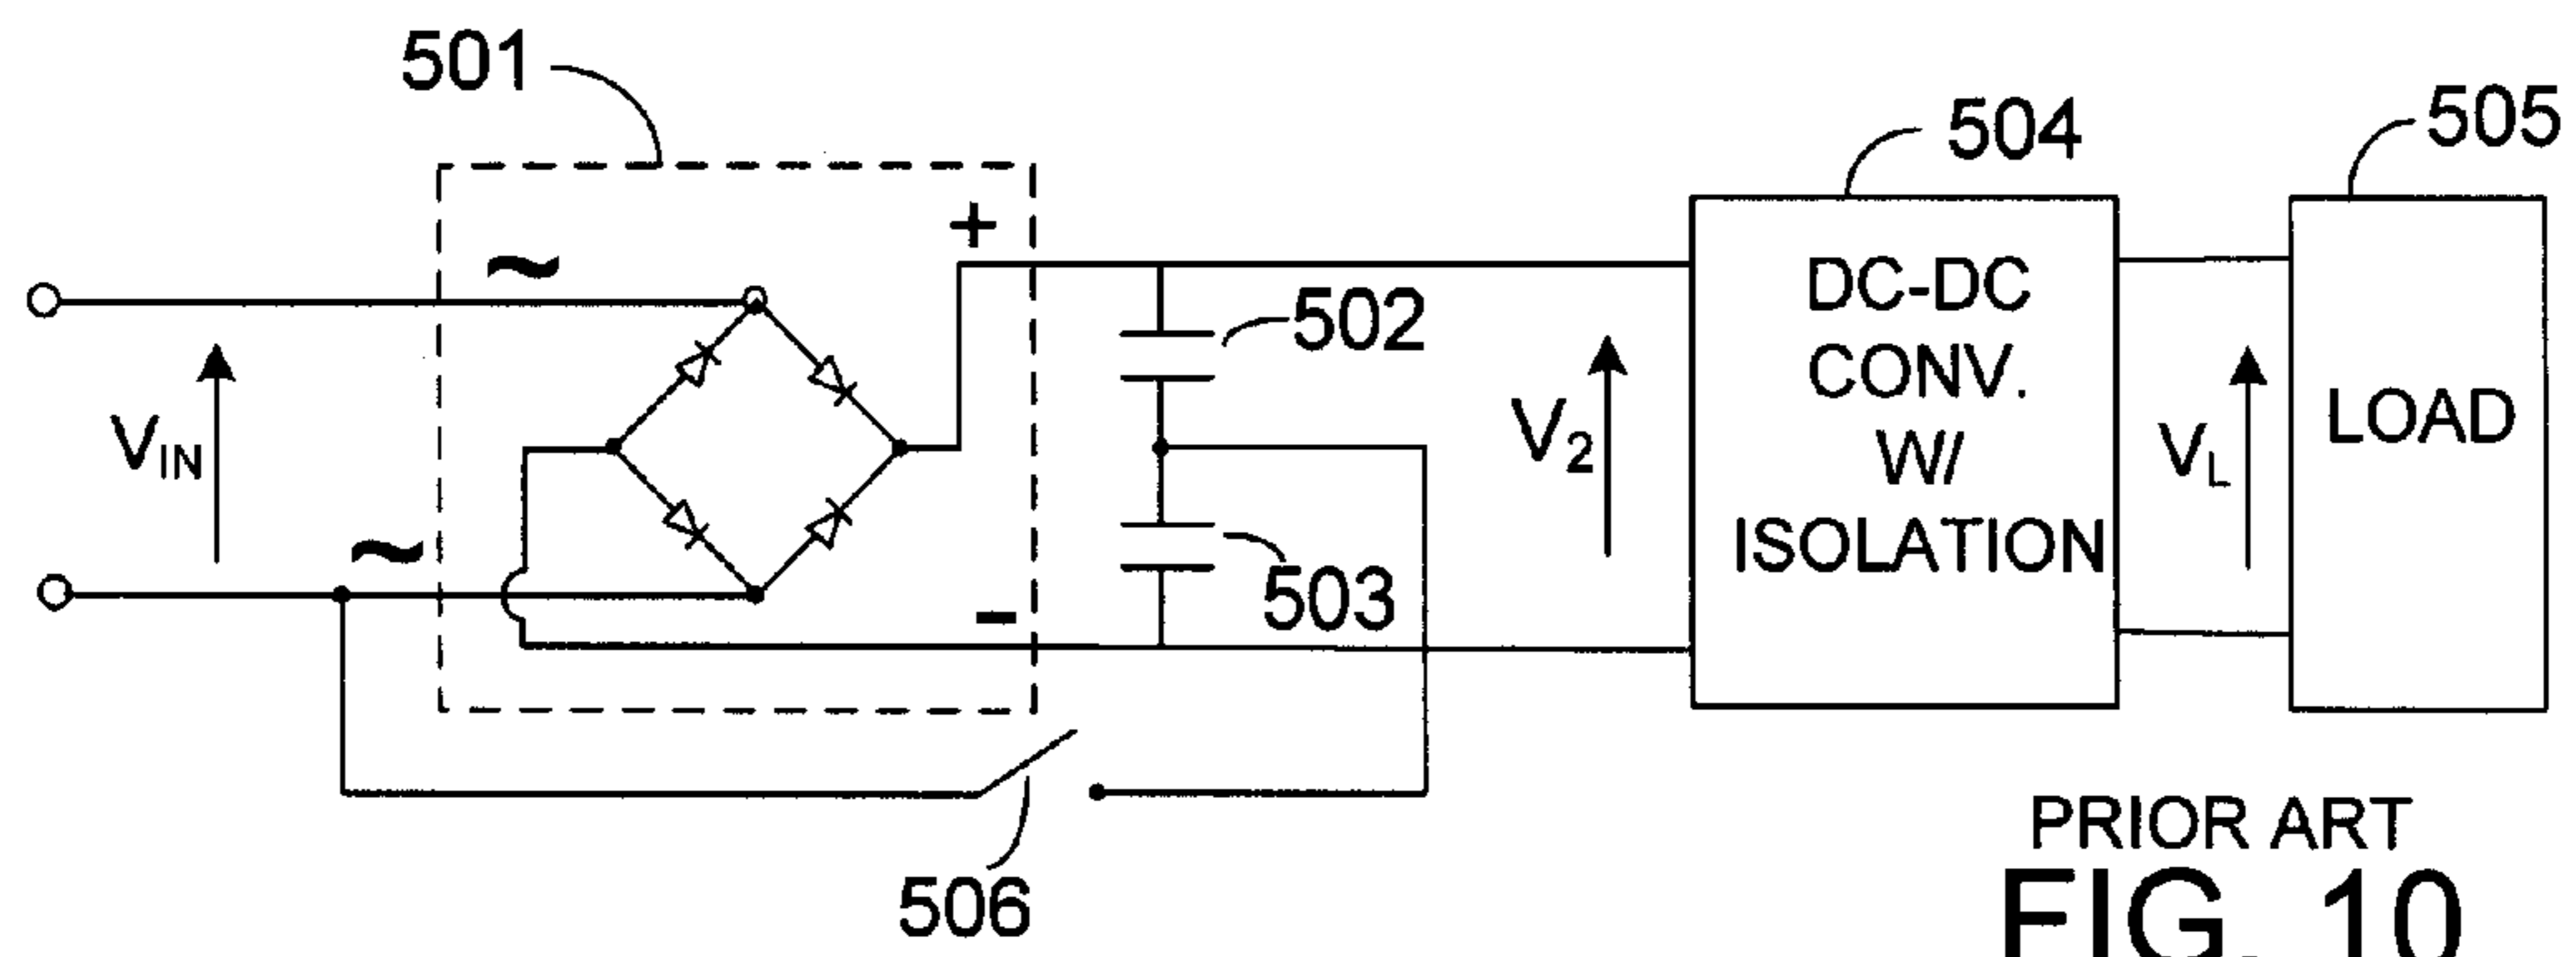 501
504
505
+
~
502
DC-DC
CONV.
W/
ISOLATION
V2
VL
LOAD
VIN
~
503
-
506
PRIOR ART
FIG. 10